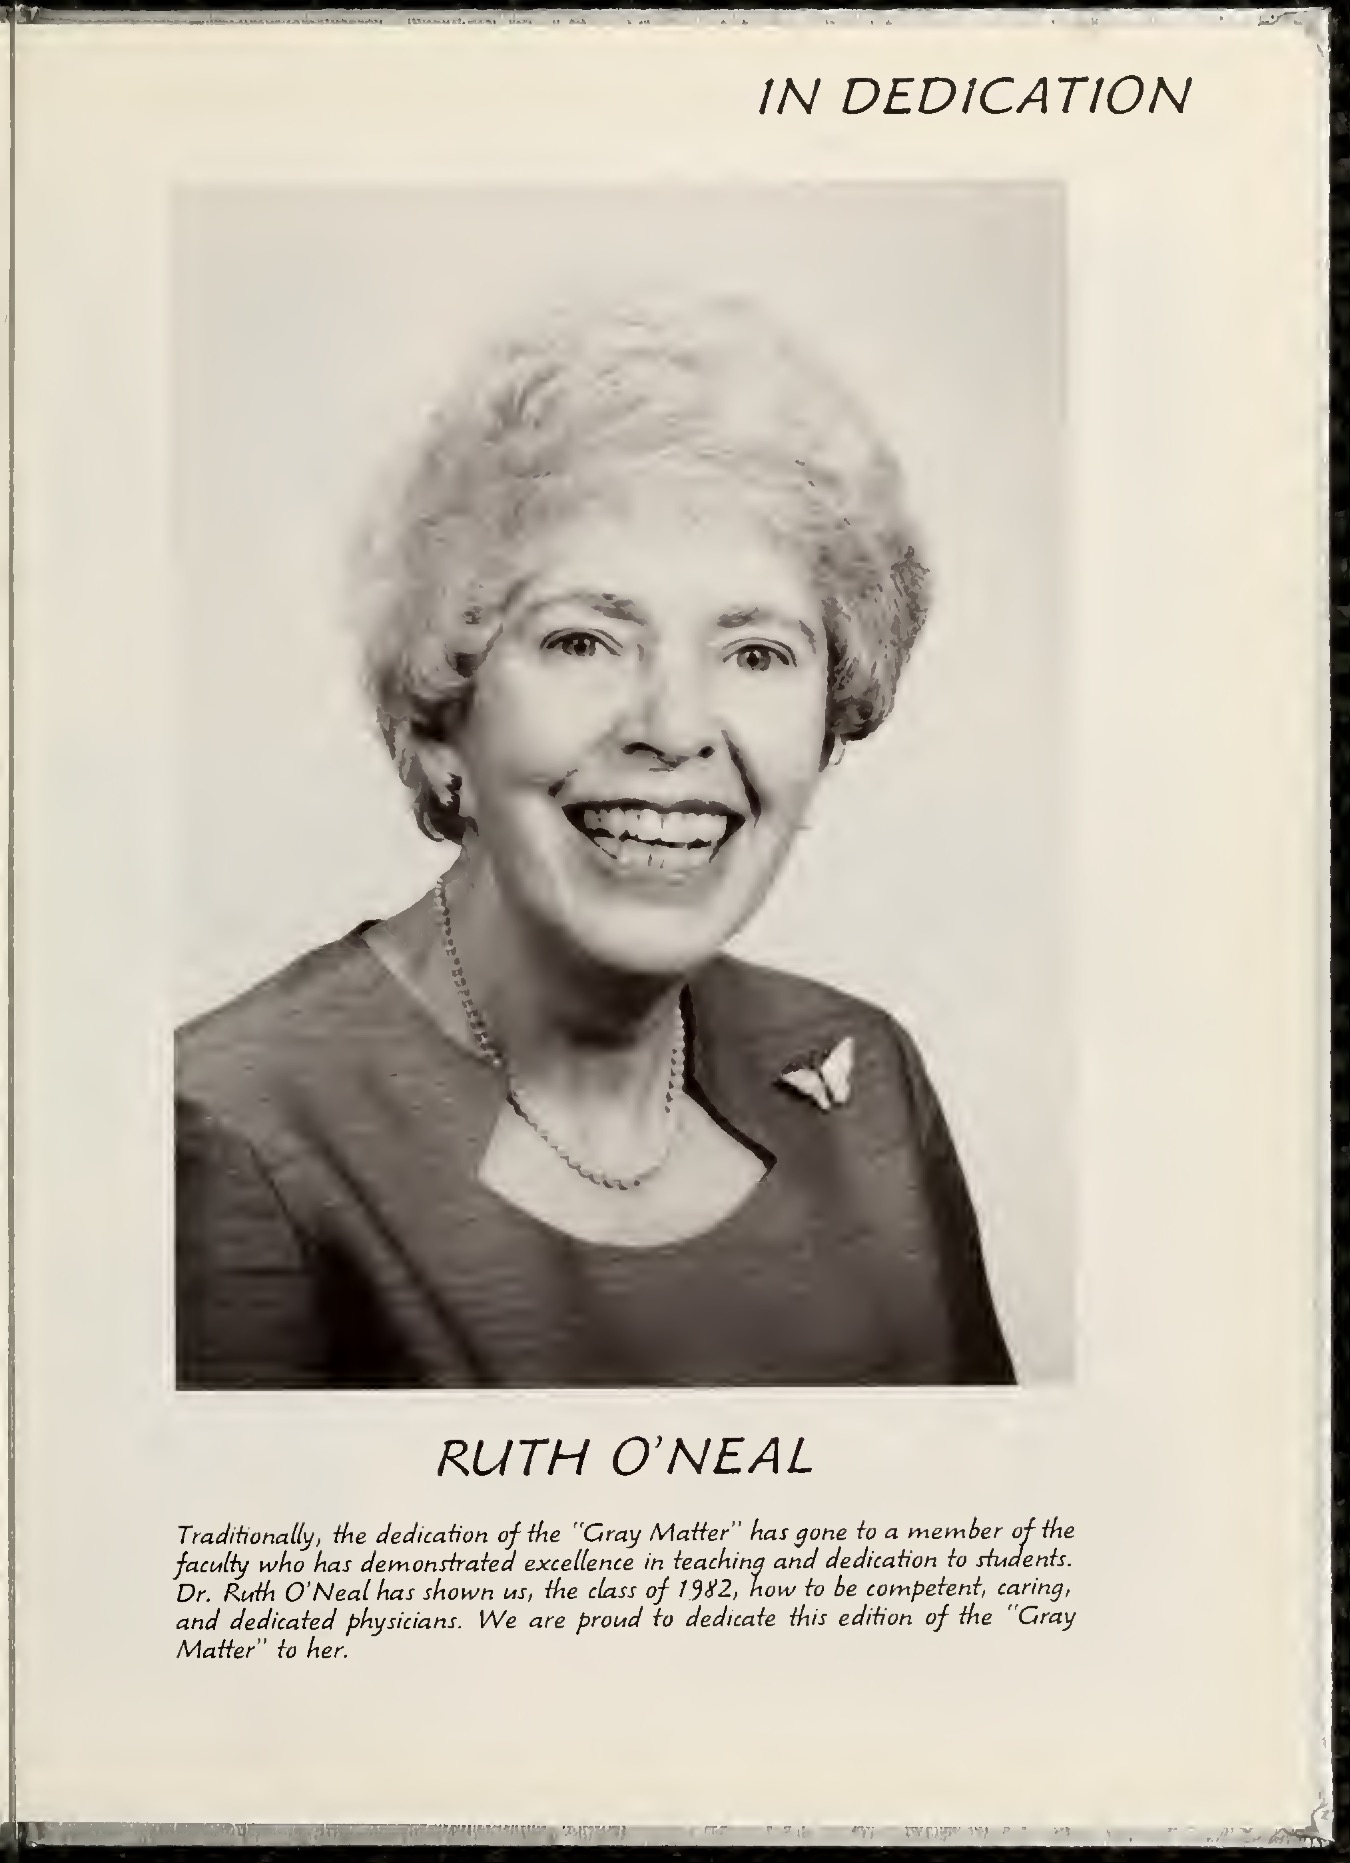 IN DEDICATION
RUTH O'NEAL
Traditionally, the dedication of the "Gray Matter" has gone to a member of the
faculty who has demonstrated excellence in teaching and dedication to students.
Dr. Ruth O'Neal has shown us, the class of 1982, how to be competent, caring,
and dedicated physicians. We are proud to dedicate this edition of the "Gray
Matter" to her.